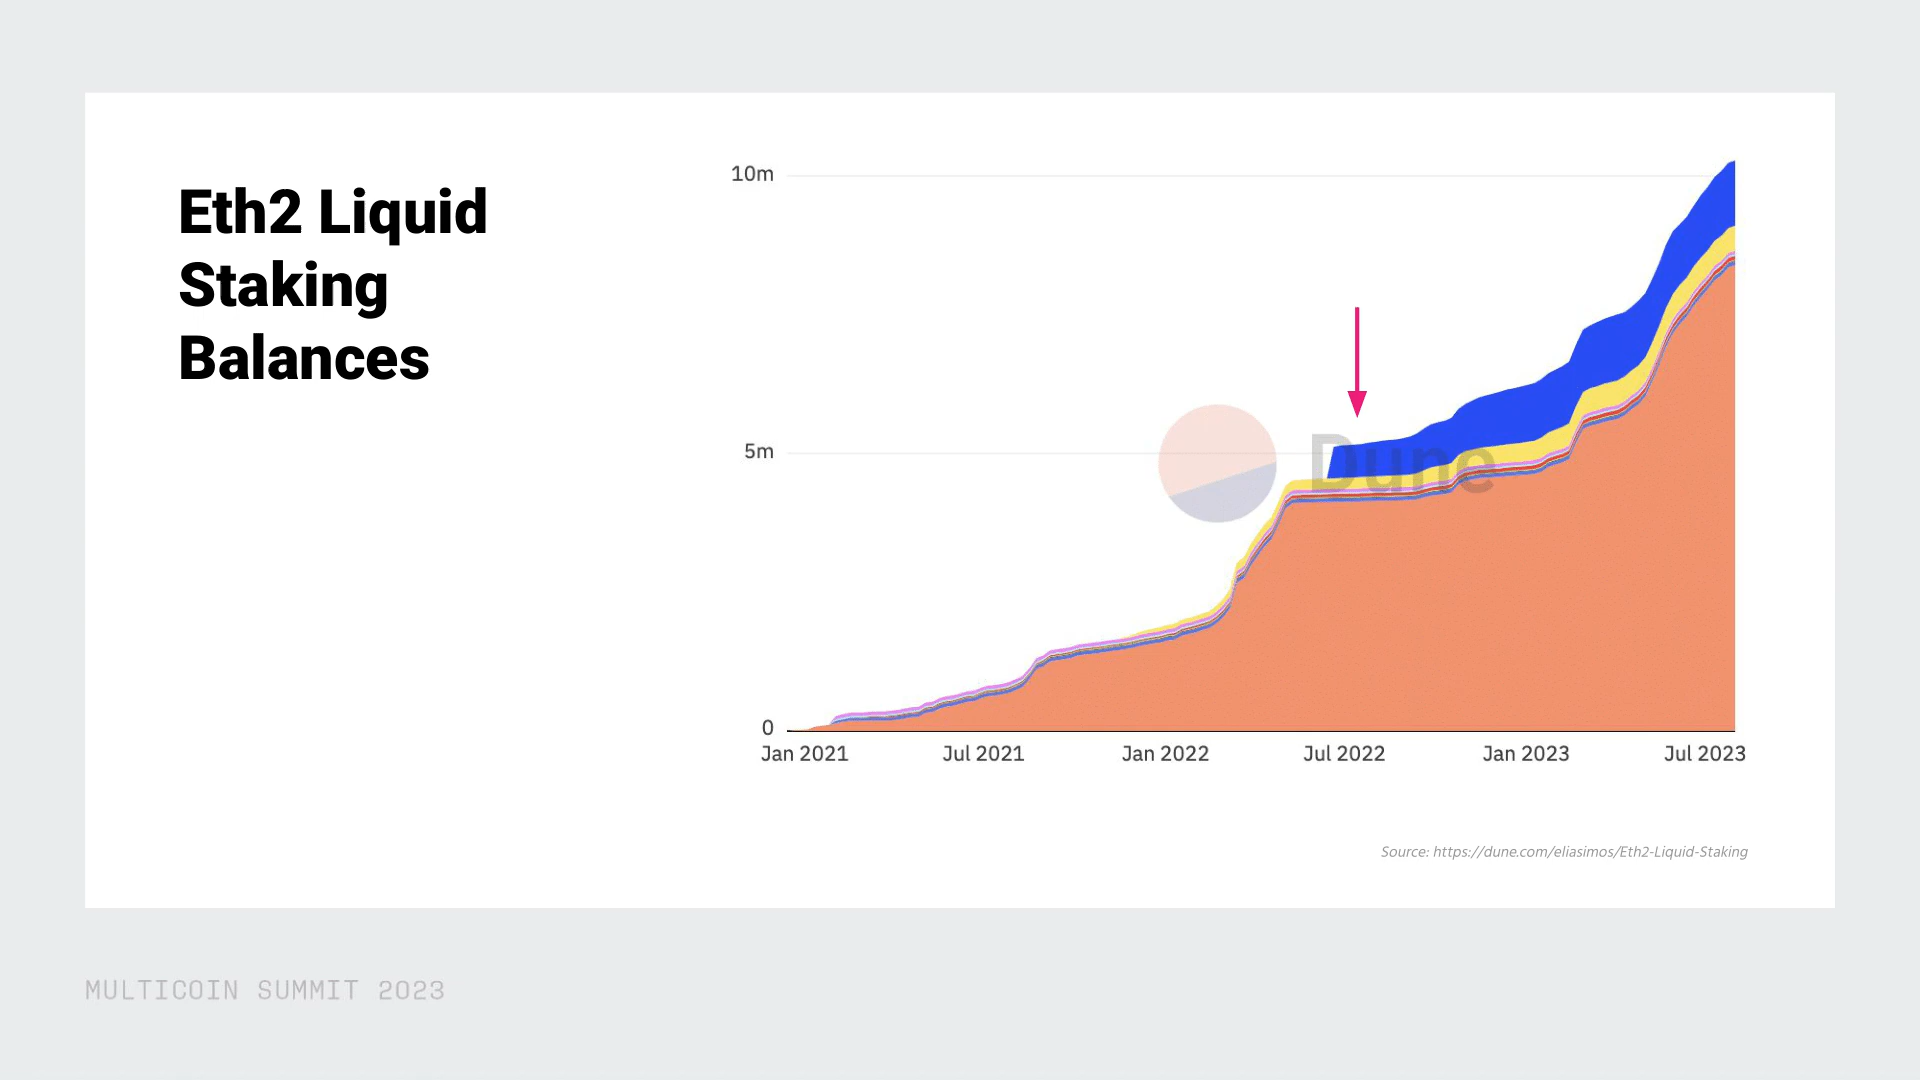 Eth2 Liquid
Staking
Balances
10m
5m
0
Dune
Jan 2021
Jul 2021
Jan 2022
Jul 2022
Jan 2023
Jul 2023
Source: https://dune.com/eliasimos/Eth2-Liquid-Staking
MULTICOIN SUMMIT 2023